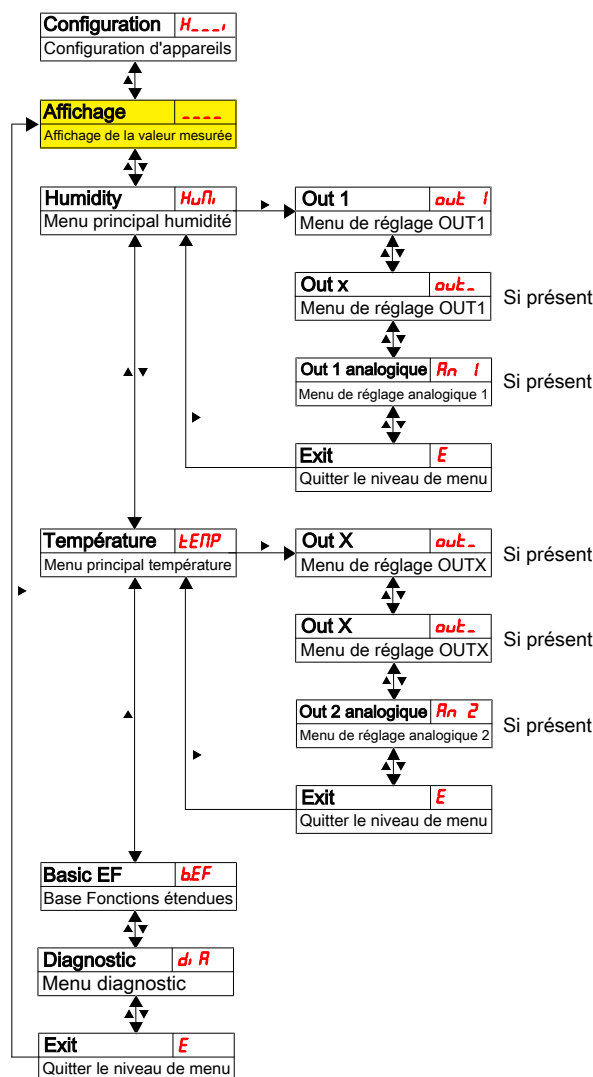 Configuration H___i
Configuration d'appareils
Affichage ----
Affichage de la valeur mesurée
Humidity HuMi
Menu principal humidité
Out 1 out 1
Menu de réglage OUT1
Out x out_
Menu de réglage OUT1
Si présent
Out 1 analogique An 1
Menu de réglage analogique 1
Si présent
Exit E
Quitter le niveau de menu
Température tEMP
Menu principal température
Out X out_
Menu de réglage OUTX
Si présent
Out X out_
Menu de réglage OUTX
Si présent
Out 2 analogique An 2
Menu de réglage analogique 2
Si présent
Exit E
Quitter le niveau de menu
Basic EF bEF
Base Fonctions étendues
Diagnostic diA
Menu diagnostic
Exit E
Quitter le niveau de menu